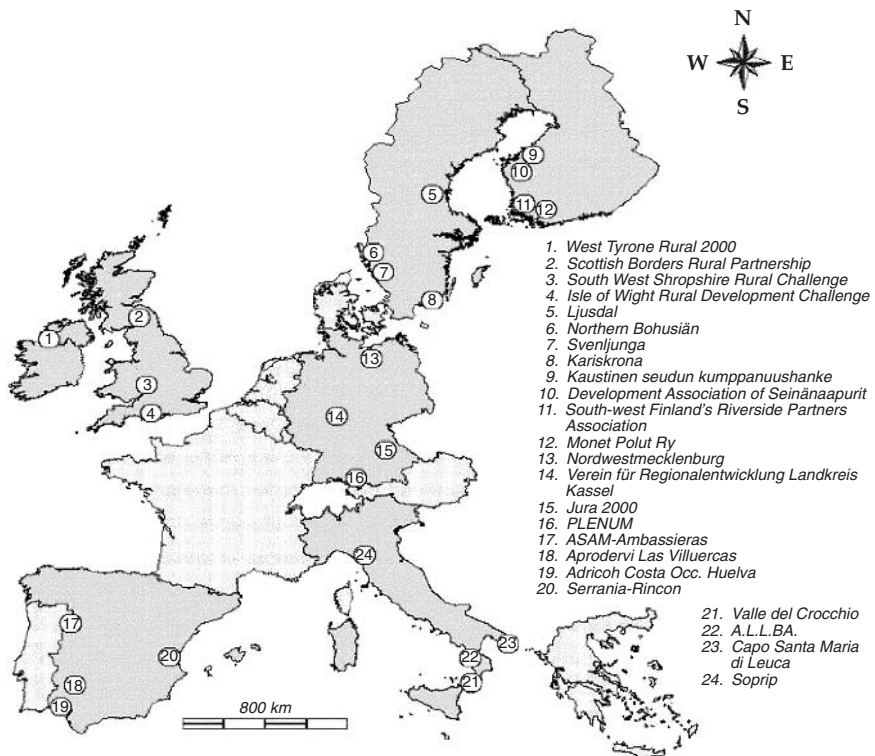 N
W E
S
9
10
5
11
12
6
7
8
2
1
3
4
13
14
15
16
24
17
20
18
19
23
22
21
1. West Tyrone Rural 2000
2. Scottish Borders Rural Partnership
3. South West Shropshire Rural Challenge
4. Isle of Wight Rural Development Challenge
5. Ljusdal
6. Northern Bohusiän
7. Svenljunga
8. Kariskrona
9. Kaustinen seudun kumppanuushanke
10. Development Association of Seinänaapurit
11. South-west Finland's Riverside Partners
Association
12. Monet Polut Ry
13. Nordwestmecklenburg
14. Verein für Regionalentwicklung Landkreis
Kassel
15. Jura 2000
16. PLENUM
17. ASAM-Ambassieras
18. Aprodervi Las Villuercas
19. Adricoh Costa Occ. Huelva
20. Serrania-Rincon
21. Valle del Crocchio
22. A.L.L.BA.
23. Capo Santa Maria
di Leuca
24. Soprip
800 km